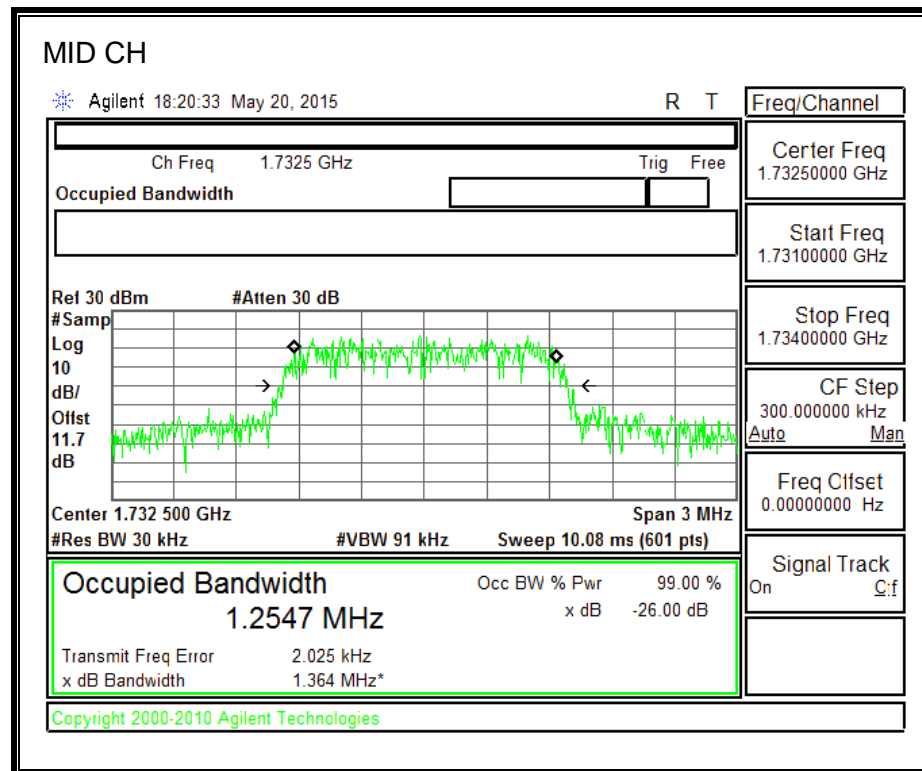 MID CH
Agilent 18:20:33 May 20, 2015 R T
Freq/Channel
Ch Freq 1.7325 GHz Trig Free
Occupied Bandwidth
Center Freq
1.73250000 GHz
Start Freq
1.73100000 GHz
Stop Freq
1.73400000 GHz
CF Step
300.000000 kHz
Auto Man
Freq Offset
0.00000000 Hz
Signal Track
On Off
Ref 30 dBm #Atten 30 dB
#Samp
Log
10
dB/
Offst
11.7
dB
Center 1.732 500 GHz Span 3 MHz
#Res BW 30 kHz #VBW 91 kHz Sweep 10.08 ms (601 pts)
Occupied Bandwidth Occ BW % Pwr 99.00 %
1.2547 MHz x dB -26.00 dB
Transmit Freq Error 2.025 kHz
x dB Bandwidth 1.364 MHz*
Copyright 2000-2010 Agilent Technologies